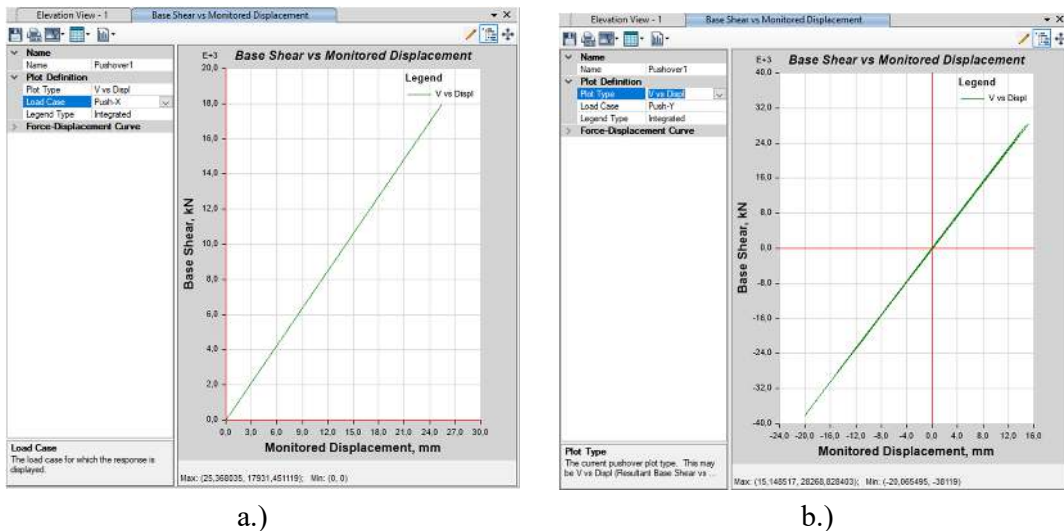 Elevation View - 1
Base Shear vs Monitored Displacement
Name
Name Pushover1
Plot Definition
Plot Type V vs Displ
Load Case Push-X
Legend Type Integrated
Force-Displacement Curve
Load Case
The load case for which the response is
displayed.
E+3
Base Shear vs Monitored Displacement
Legend
V vs Displ
20,0
18,0
16,0
14,0
12,0
10,0
8,0
6,0
4,0
2,0
0,0
Base Shear, kN
0,0 3,0 6,0 9,0 12,0 15,0 18,0 21,0 24,0 27,0 30,0
Monitored Displacement, mm
Max: (25,368035, 17931,451119); Min: (0, 0)
a.)
Elevation View - 1
Base Shear vs Monitored Displacement
Name
Name Pushover1
Plot Definition
Plot Type V vs Displ
Load Case Push-Y
Legend Type Integrated
Force-Displacement Curve
Plot Type
The current pushover plot type. This may
be V vs Displ (Resultant Base Shear vs ...
E+3
Base Shear vs Monitored Displacement
Legend
V vs Displ
40,0
32,0
24,0
16,0
8,0
0,0
-8,0
-16,0
-24,0
-32,0
-40,0
Base Shear, kN
-24,0 -20,0 -16,0 -12,0 -8,0 -4,0 0,0 4,0 8,0 12,0 16,0
Monitored Displacement, mm
Max: (15,148517, 28268,828403); Min: (-20,065495, -38119)
b.)